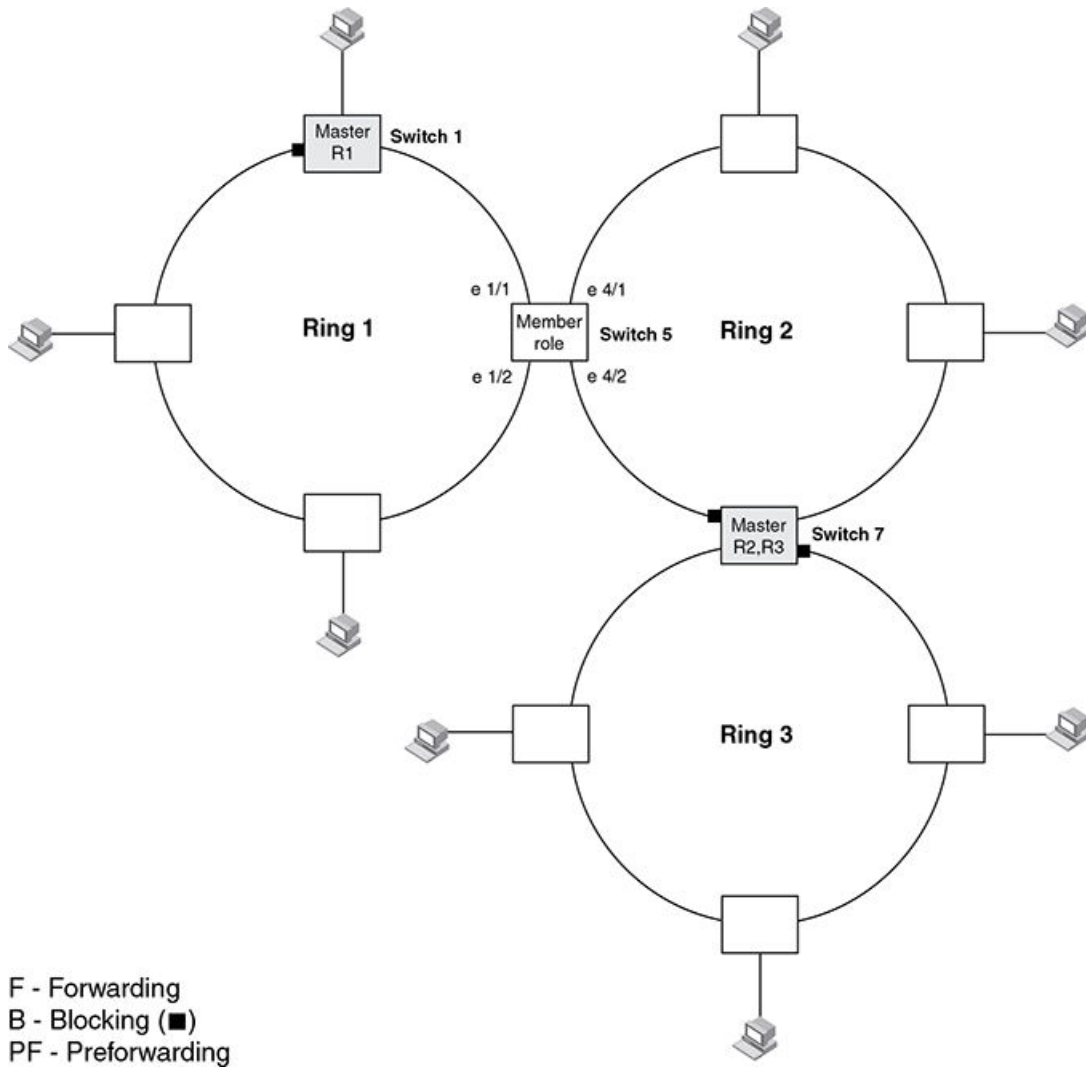 Master
R1
Switch 1
e 1/1
e 4/1
Ring 1
Member
role
Switch 5
Ring 2
e 1/2
e 4/2
Master
R2,R3
Switch 7
Ring 3
F - Forwarding
B - Blocking (■)
PF - Preforwarding